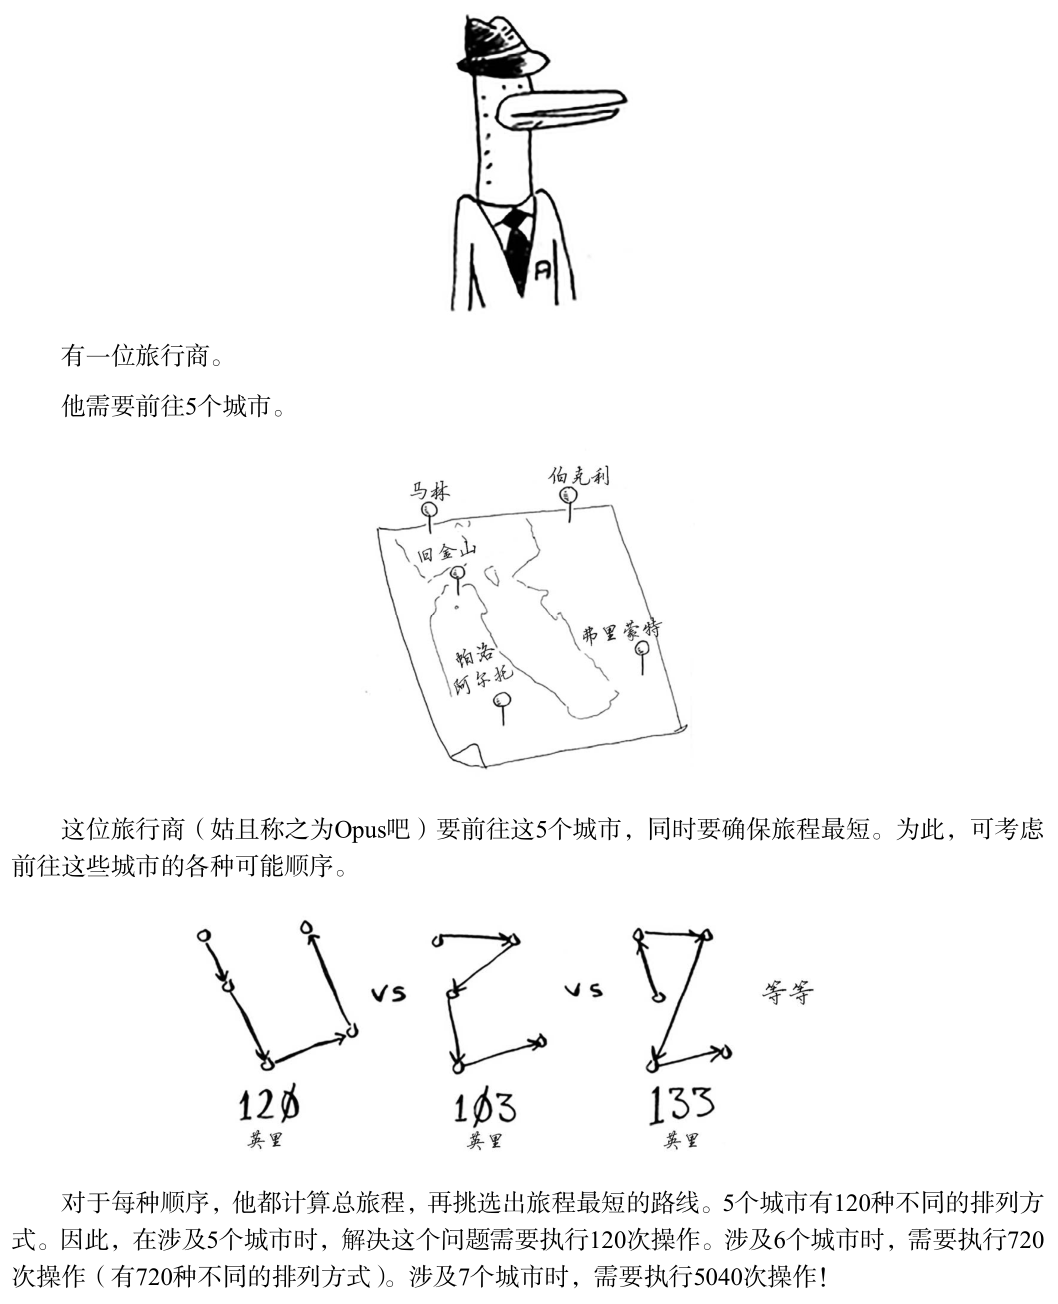 A
有一位旅行商。
他需要前往5个城市。
马林
伯克利
旧金山
弗里蒙特
帕洛
阿尔托
这位旅行商（姑且称之为Opus吧）要前往这5个城市，同时要确保旅程最短。为此，可考虑
前往这些城市的各种可能顺序。
vs
vs
等等
120
英里
103
英里
133
英里
对于每种顺序，他都计算总旅程，再挑选出旅程最短的路线。5个城市有120种不同的排列方
式。因此，在涉及5个城市时，解决这个问题需要执行120次操作。涉及6个城市时，需要执行720
次操作（有720种不同的排列方式）。涉及7个城市时，需要执行5040次操作！